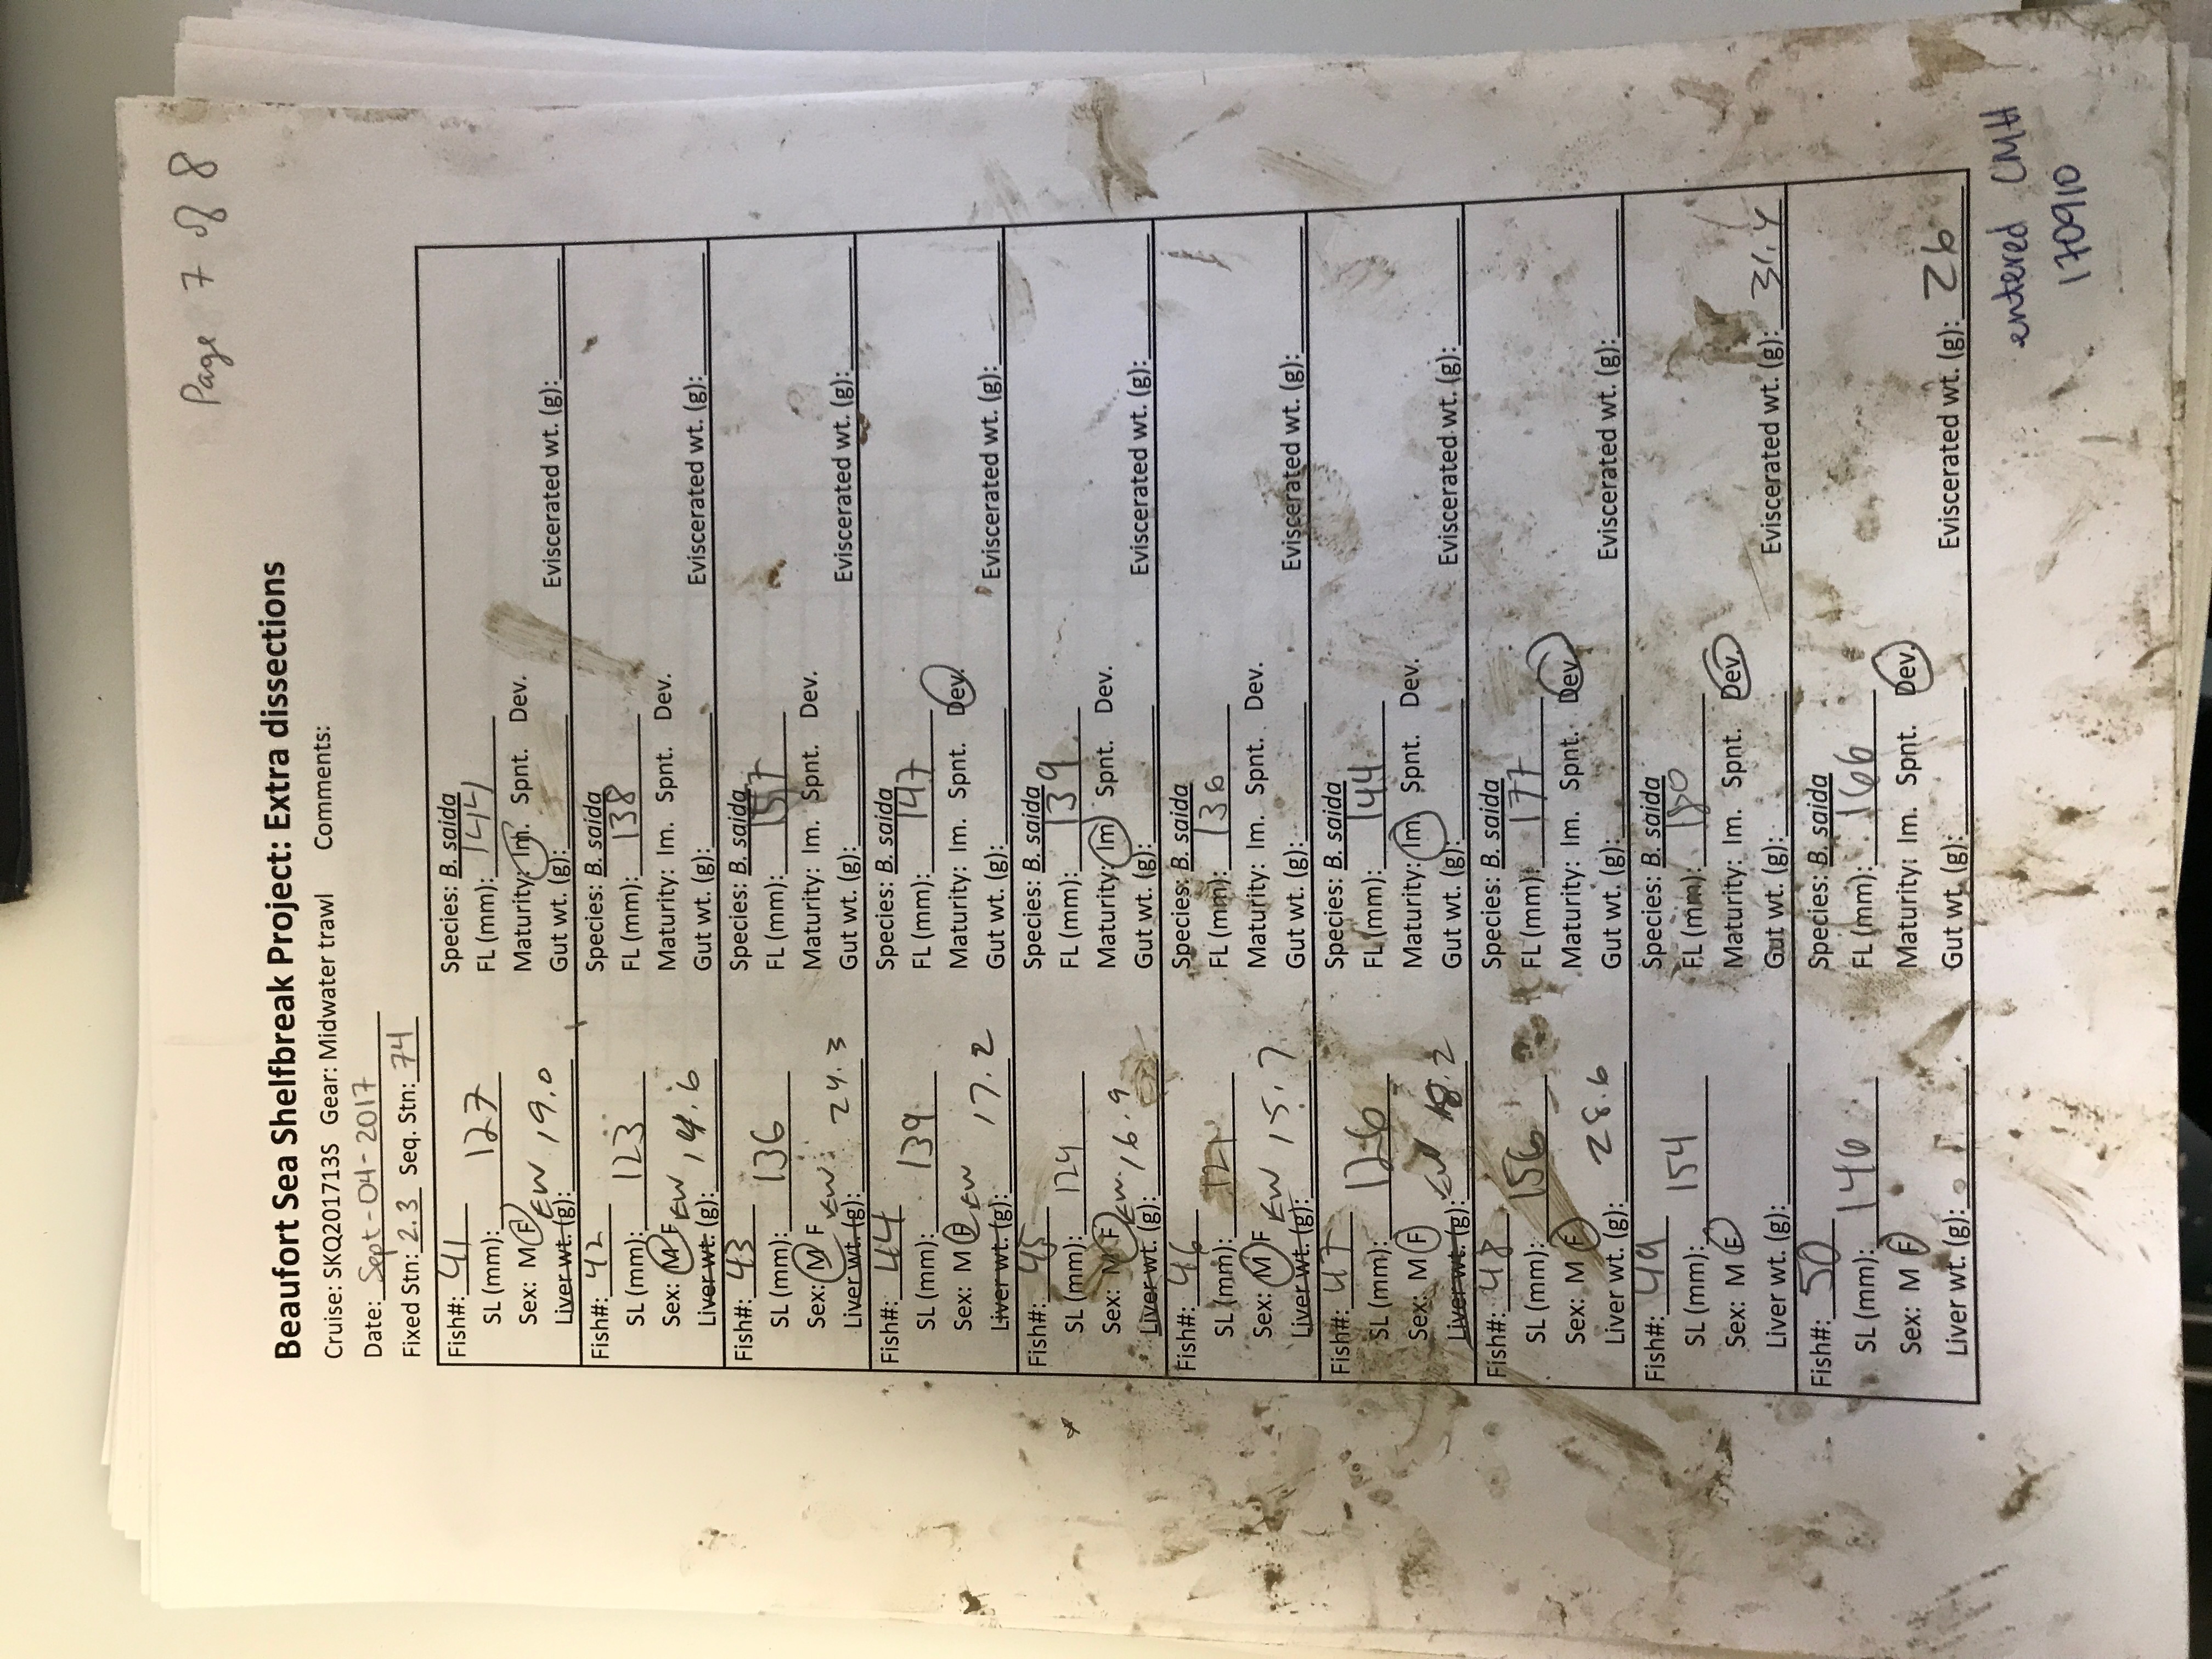 Page 7 of 8
Beaufort Sea Shelfbreak Project: Extra dissections
Cruise: SKQ201713S Gear: Midwater trawl Comments:
Date: Sept-04-2017
Fixed Stn: 2.3 Seq. Stn: 74
Fish#: 41 Species: B. saida
SL (mm): 127 FL (mm): 144
Sex: M F Maturity: Im. Spnt. Dev.
EW 19.0
Liver wt. (g): Gut wt. (g): Eviscerated wt. (g):
Fish#: 42 Species: B. saida
SL (mm): 123 FL (mm): 138
Sex: M F Maturity: Im. Spnt. Dev.
EW 14.6
Liver wt. (g): Gut wt. (g): Eviscerated wt. (g):
Fish#: 43 Species: B. saida
SL (mm): 136 FL (mm):
Sex: M F Maturity: Im. Spnt. Dev.
EW 24.3
Liver wt. (g): Gut wt. (g): Eviscerated wt. (g):
Fish#: 44 Species: B. saida
SL (mm): 139 FL (mm): 147
Sex: M F Maturity: Im. Spnt. Dev.
EW 17.2
Liver wt. (g): Gut wt. (g): Eviscerated wt. (g):
Fish#: 45 Species: B. saida
SL (mm): 124 FL (mm): 139
Sex: M F Maturity: Im. Spnt. Dev.
EW 16.9
Liver wt. (g): Gut wt. (g): Eviscerated wt. (g):
Fish#: 46 Species: B. saida
SL (mm): 121 FL (mm): 136
Sex: M F Maturity: Im. Spnt. Dev.
EW 15.7
Liver wt. (g): Gut wt. (g): Eviscerated wt. (g):
Fish#: 47 Species: B. saida
SL (mm): 126 FL (mm): 144
Sex: M F Maturity: Im. Spnt. Dev.
EW 18.2
Liver wt. (g): Gut wt. (g): Eviscerated wt. (g):
Fish#: 48 Species: B. saida
SL (mm): 156 FL (mm): 177
Sex: M F Maturity: Im. Spnt. Dev.
Liver wt. (g): 28.6 Gut wt. (g): Eviscerated wt. (g):
Fish#: 49 Species: B. saida
SL (mm): 154 FL (mm): 180
Sex: M F Maturity: Im. Spnt. Dev.
Liver wt. (g): Gut wt. (g): Eviscerated wt. (g): 31.4
Fish#: 50 Species: B. saida
SL (mm): 146 FL (mm): 166
Sex: M F Maturity: Im. Spnt. Dev.
Liver wt. (g): Gut wt. (g): Eviscerated wt. (g): 26
entered CMH
170910